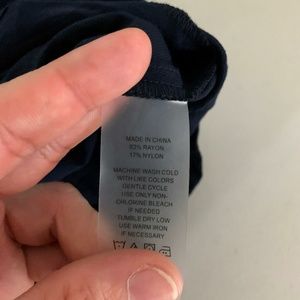 MADE IN CHINA
83% RAYON
17% NYLON
MACHINE WASH COLD
WITH LIKE COLORS
GENTLE CYCLE
USE ONLY NON-
CHLORINE BLEACH
IF NEEDED
TUMBLE DRY LOW
USE WARM IRON
IF NECESSARY